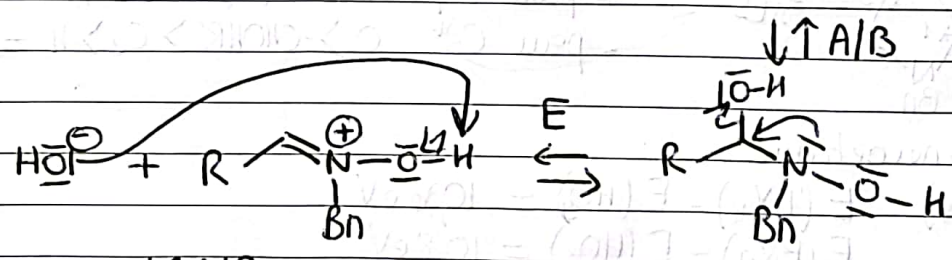 ↓↑ A/B
O-H
E
HO⊖ + R N⊕-O-H ⇌ R N-O-H
Bn Bn